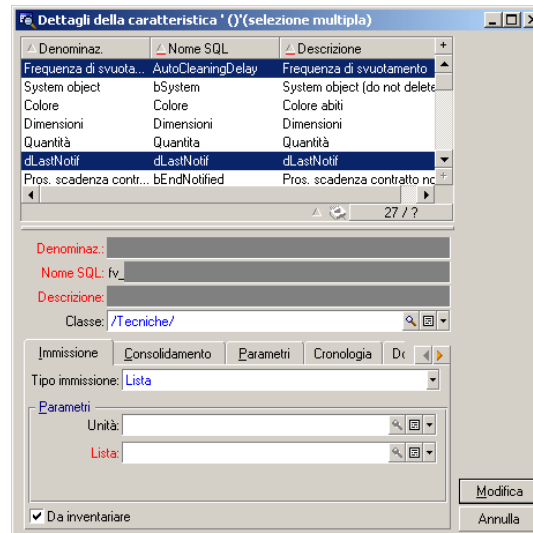 Dettagli della caratteristica ' ()'(selezione multipla)
Denominaz. Nome SQL Descrizione
Frequenza di svuota... AutoCleaningDelay Frequenza di svuotamento
System object bSystem System object (do not delete
Colore Colore Colore abiti
Dimensioni Dimensioni Dimensioni
Quantità Quantita Quantità
dLastNotif dLastNotif dLastNotif
Pros. scadenza contr... bEndNotified Pros. scadenza contratto no
27 / ?
Denominaz.:
Nome SQL: fv_
Descrizione:
Classe: /Tecniche/
Immissione Consolidamento Parametri Cronologia
Tipo immissione: Lista
Parametri
Unità:
Lista:
Modifica
Da inventariare
Annulla